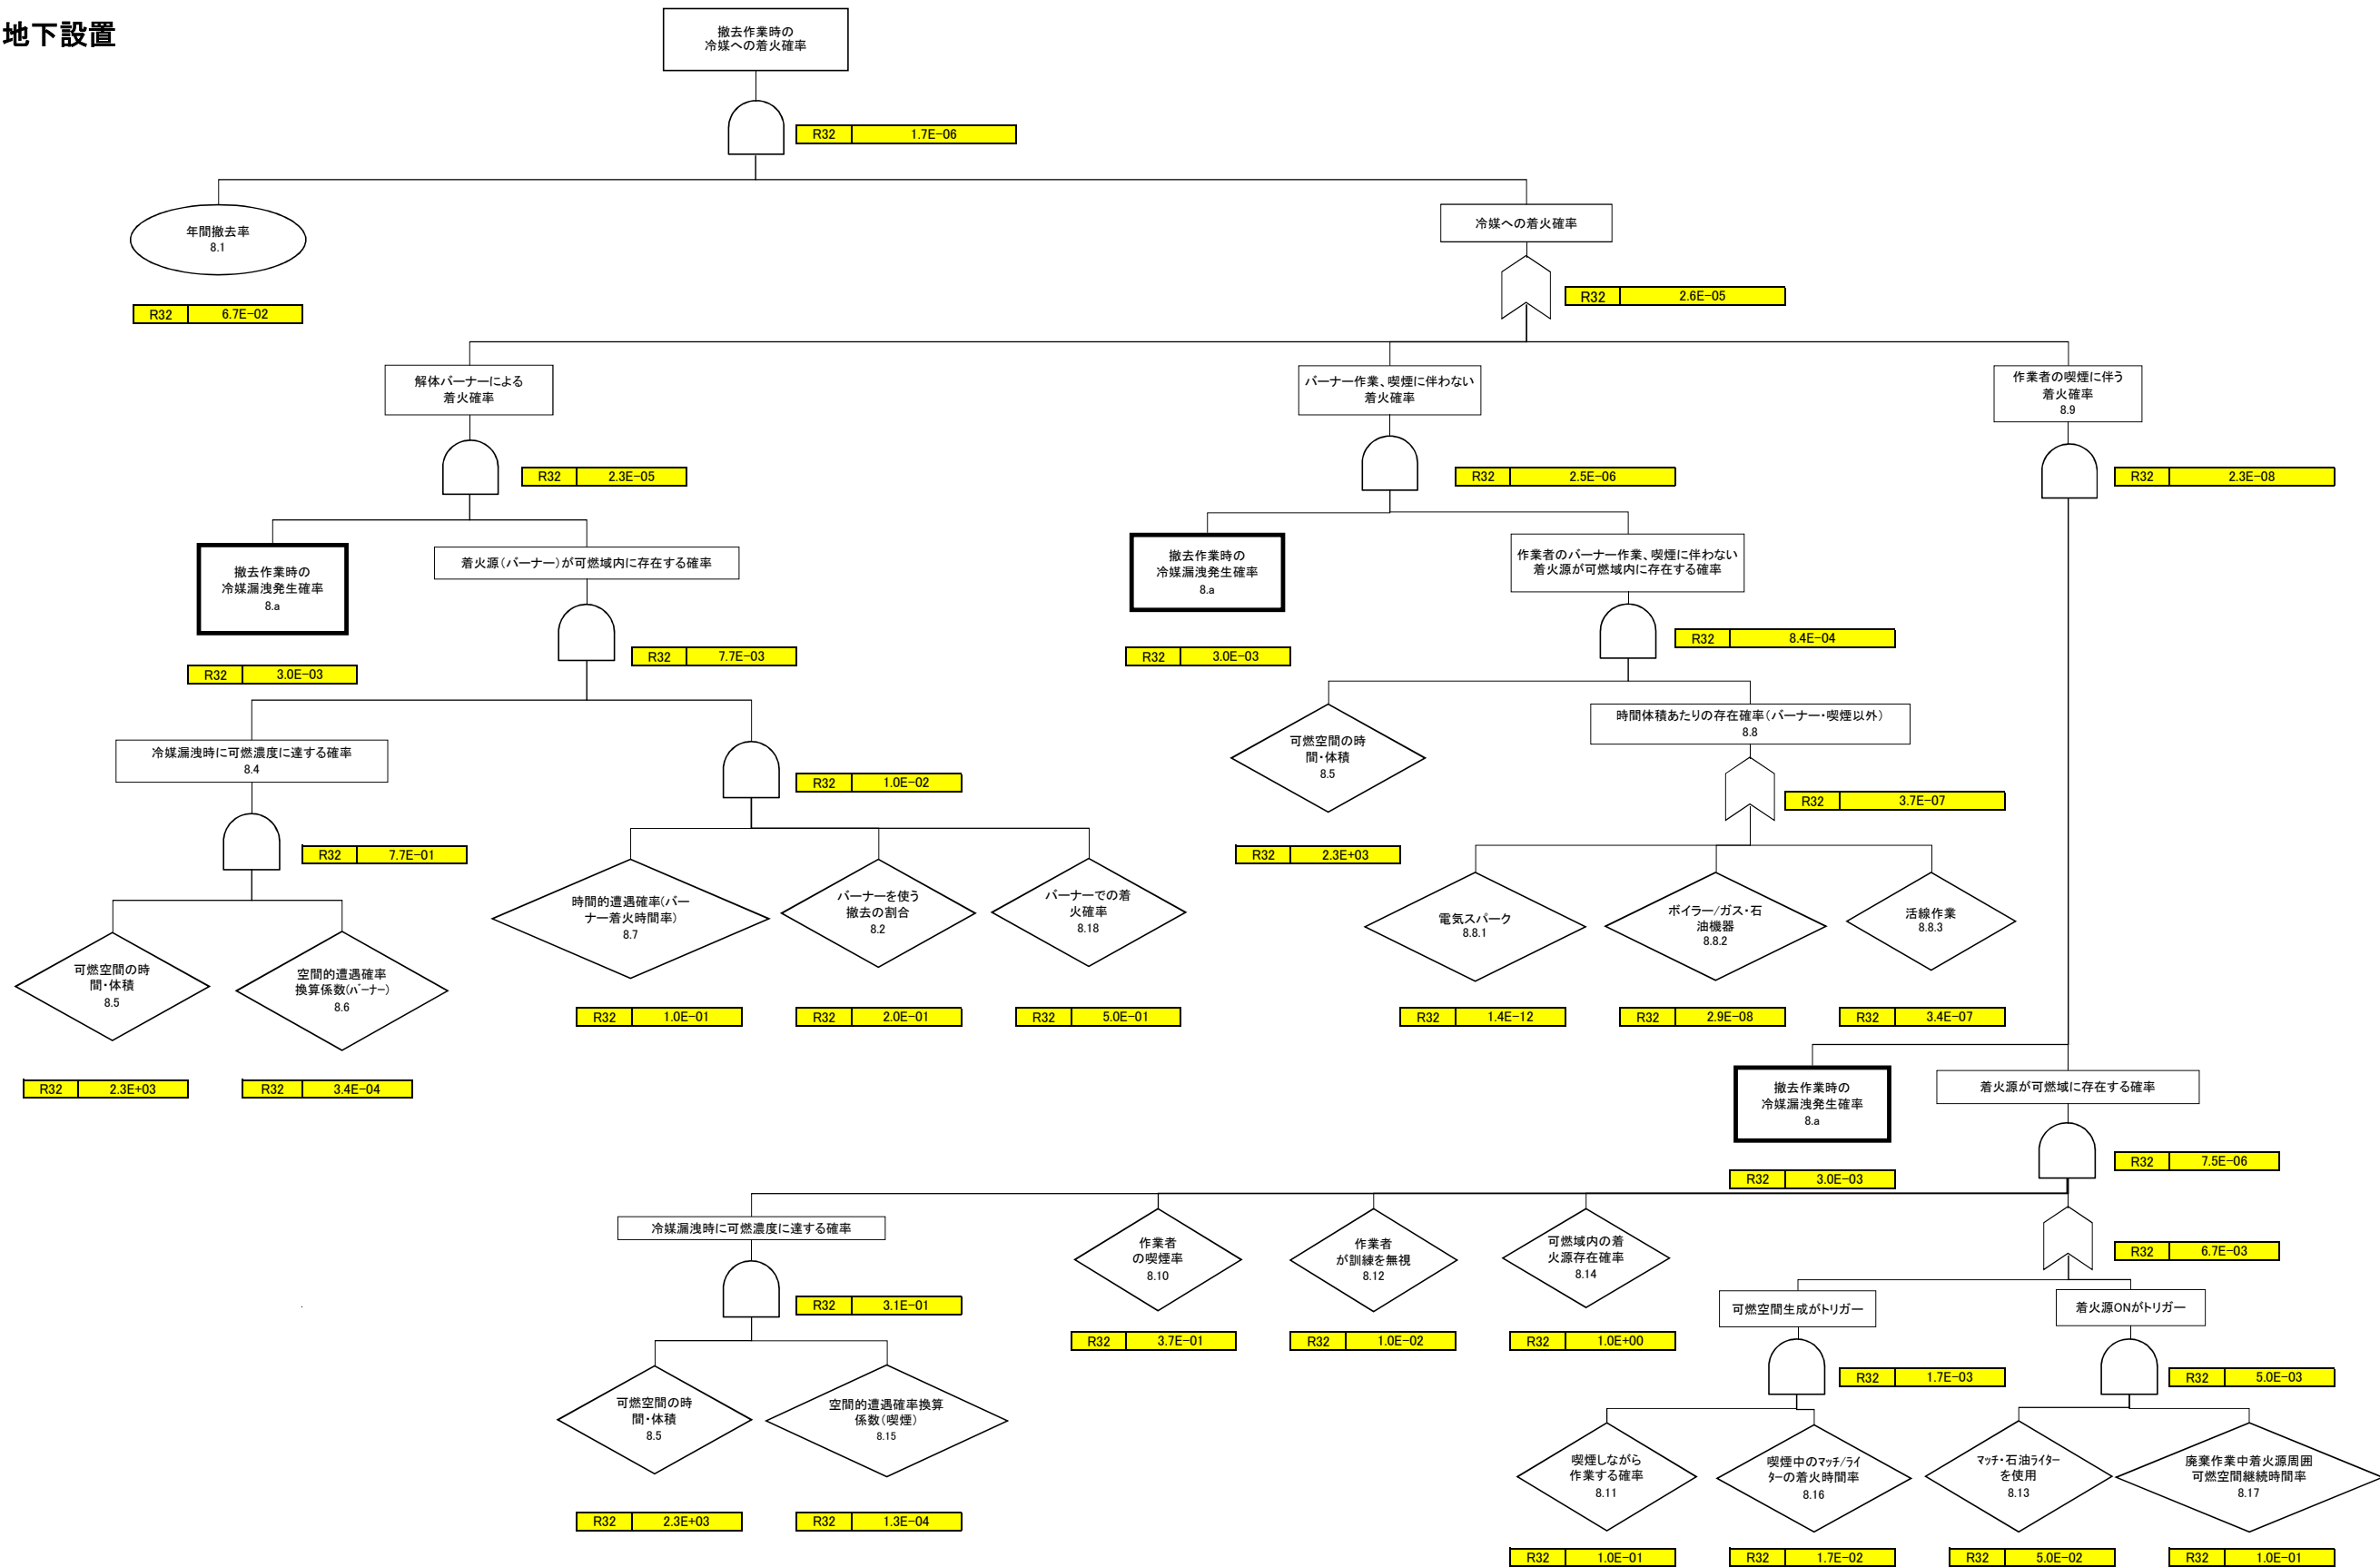 地下設置
撤去作業時の
冷媒への着火確率
R32 1.7E-06
年間撤去率
8.1
R32 6.7E-02
冷媒への着火確率
R32 2.6E-05
解体バーナーによる
着火確率
R32 2.3E-05
バーナー作業、喫煙に伴わない
着火確率
R32 2.5E-06
作業者の喫煙に伴う
着火確率
8.9
R32 2.3E-08
撤去作業時の
冷媒漏洩発生確率
8.a
R32 3.0E-03
着火源(バーナー)が可燃域内に存在する確率
R32 7.7E-03
撤去作業時の
冷媒漏洩発生確率
8.a
R32 3.0E-03
作業者のバーナー作業、喫煙に伴わない
着火源が可燃域内に存在する確率
R32 8.4E-04
冷媒漏洩時に可燃濃度に達する確率
8.4
R32 7.7E-01
R32 1.0E-02
可燃空間の時
間・体積
8.5
R32 2.3E+03
時間体積あたりの存在確率(バーナー・喫煙以外)
8.8
R32 3.7E-07
可燃空間の時
間・体積
8.5
R32 2.3E+03
空間的遭遇確率
換算係数(バーナー)
8.6
R32 3.4E-04
時間的遭遇確率(バー
ナー着火時間率)
8.7
R32 1.0E-01
バーナーを使う
撤去の割合
8.2
R32 2.0E-01
バーナーでの着
火確率
8.18
R32 5.0E-01
電気スパーク
8.8.1
R32 1.4E-12
ボイラー/ガス・石
油機器
8.8.2
R32 2.9E-08
活線作業
8.8.3
R32 3.4E-07
撤去作業時の
冷媒漏洩発生確率
8.a
R32 3.0E-03
着火源が可燃域に存在する確率
R32 7.5E-06
冷媒漏洩時に可燃濃度に達する確率
R32 3.1E-01
作業者
の喫煙率
8.10
R32 3.7E-01
作業者
が訓練を無視
8.12
R32 1.0E-02
可燃域内の着
火源存在確率
8.14
R32 1.0E+00
R32 6.7E-03
可燃空間生成がトリガー
R32 1.7E-03
着火源ONがトリガー
R32 5.0E-03
可燃空間の時
間・体積
8.5
R32 2.3E+03
空間的遭遇確率換算
係数(喫煙)
8.15
R32 1.3E-04
喫煙しながら
作業する確率
8.11
R32 1.0E-01
喫煙中のマッチ/ライ
ターの着火時間率
8.16
R32 1.7E-02
マッチ・石油ライター
を使用
8.13
R32 5.0E-02
廃棄作業中着火源周囲
可燃空間継続時間率
8.17
R32 1.0E-01